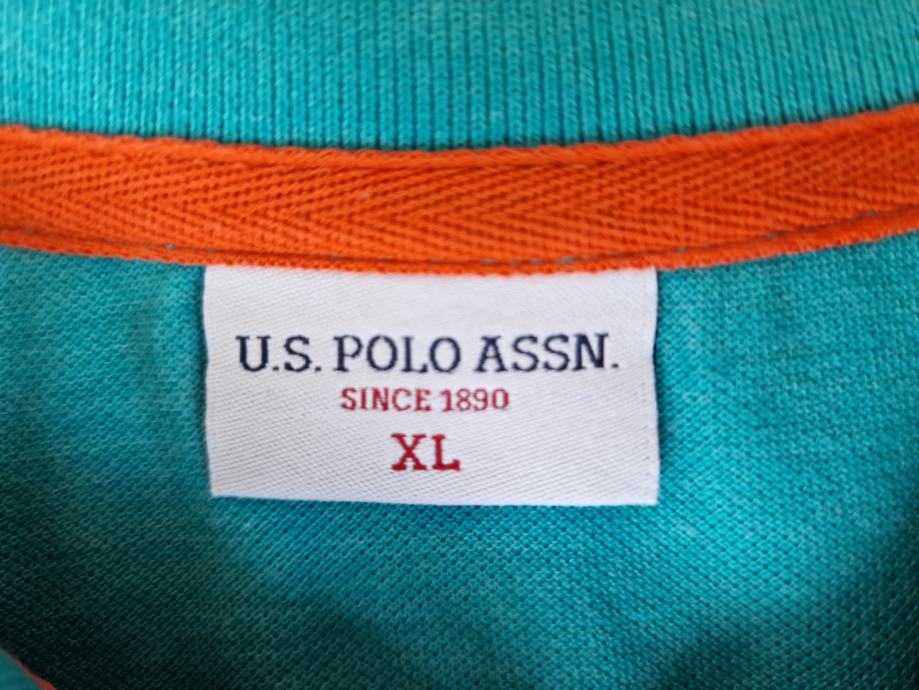 U.S. POLO ASSN.
SINCE 1890
XL